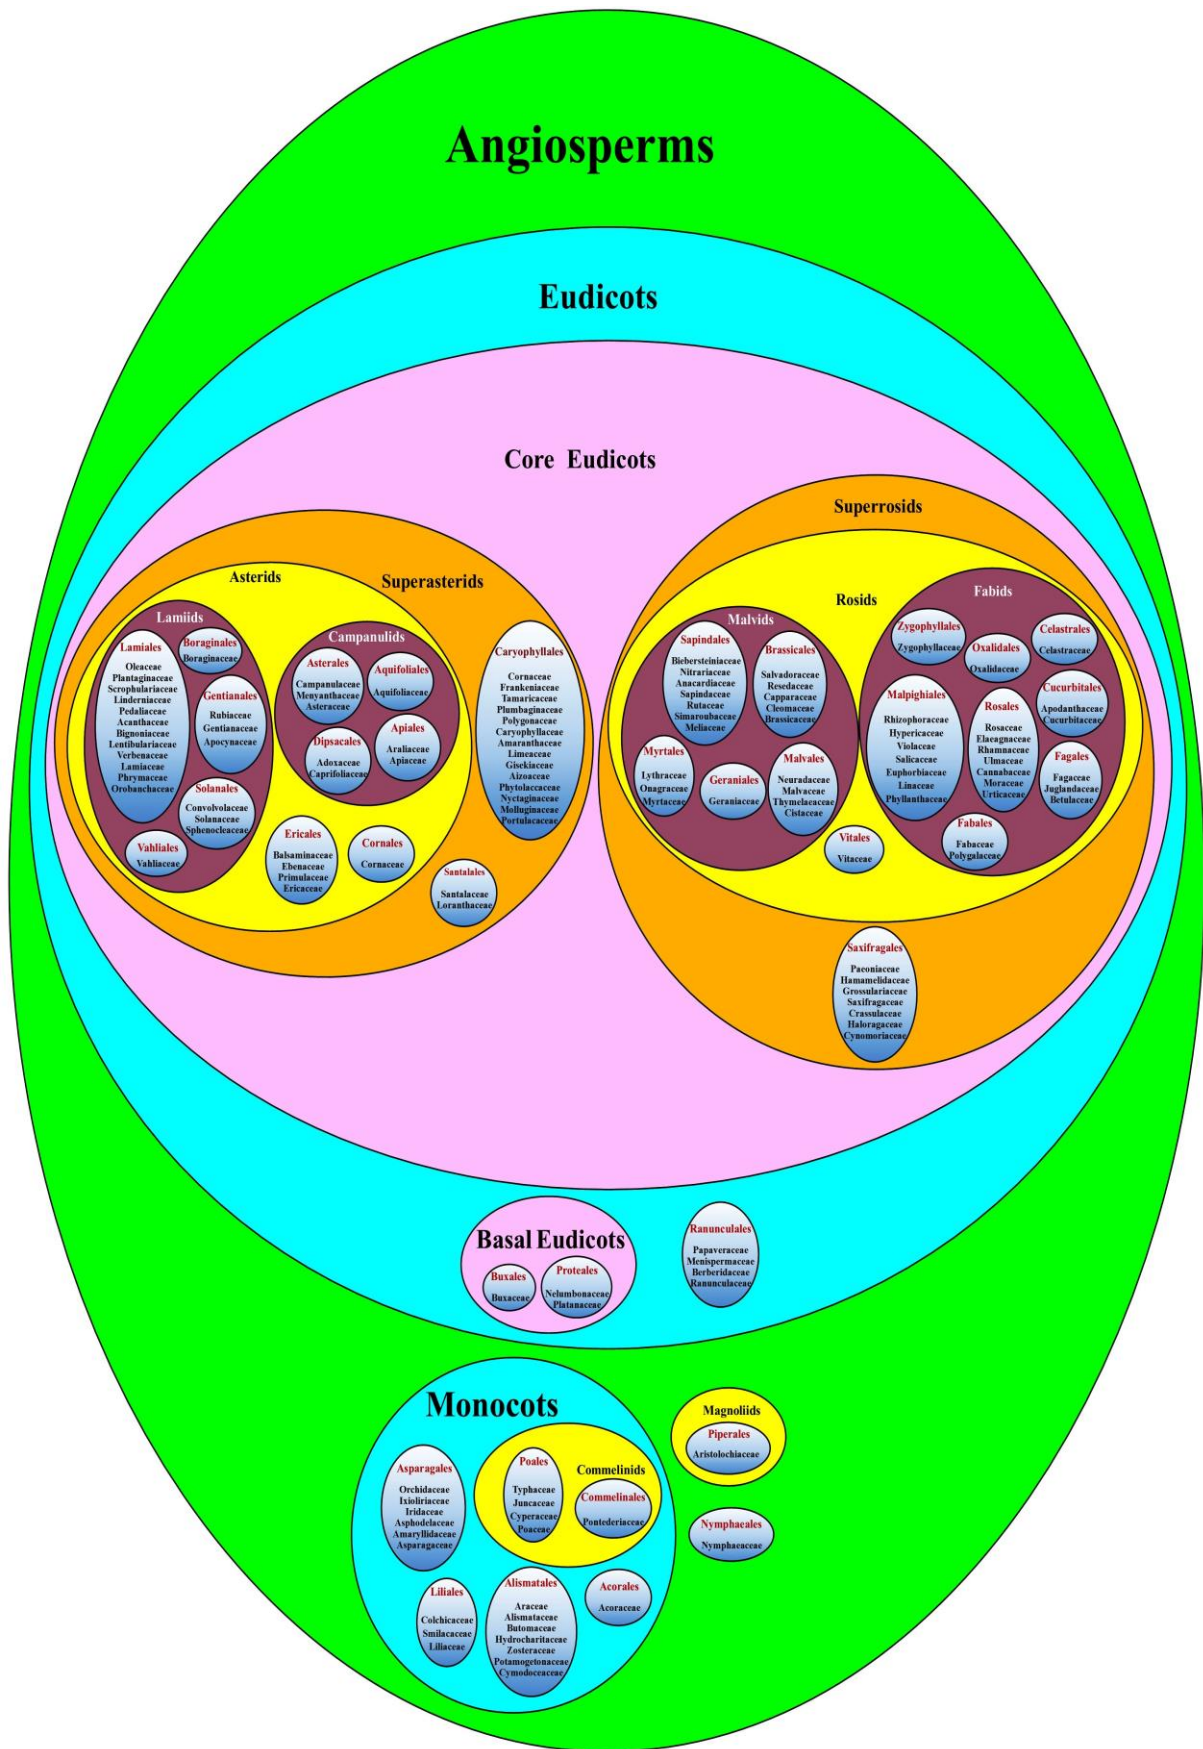 Angiosperms
Eudicots
Core Eudicots
Superasterids
Asterids
Lamiids
Lamiales
Oleaceae
Plantaginaceae
Scrophulariaceae
Linderniaceae
Pedaliaceae
Acanthaceae
Bignoniaceae
Lentibulariaceae
Verbenaceae
Lamiaceae
Phrymaceae
Orobanchaceae
Boraginales
Boraginaceae
Gentianales
Rubiaceae
Gentianaceae
Apocynaceae
Solanales
Convolvolaceae
Solanaceae
Sphenocleaceae
Vahliales
Vahliaceae
Campanulids
Asterales
Campanulaceae
Menyanthaceae
Asteraceae
Aquifoliales
Aquifoliaceae
Dipsacales
Adoxaceae
Caprifoliaceae
Apiales
Araliaceae
Apiaceae
Ericales
Balsaminaceae
Ebenaceae
Primulaceae
Ericaceae
Cornales
Cornaceae
Caryophyllales
Cornaceae
Frankeniaceae
Tamaricaceae
Plumbaginaceae
Polygonaceae
Caryophyllaceae
Amaranthaceae
Limeaceae
Gisekiaceae
Aizoaceae
Phytolaccaceae
Nyctaginaceae
Molluginaceae
Portulacaceae
Santalales
Santalaceae
Loranthaceae
Superrosids
Rosids
Malvids
Sapindales
Biebersteiniaceae
Nitrariaceae
Anacardiaceae
Sapindaceae
Rutaceae
Simaroubaceae
Meliaceae
Brassicales
Salvadoraceae
Resedaceae
Capparaceae
Cleomaceae
Brassicaceae
Myrtales
Lythraceae
Onagraceae
Myrtaceae
Geraniales
Geraniaceae
Malvales
Neuradaceae
Malvaceae
Thymelaeaceae
Cistaceae
Vitales
Vitaceae
Fabids
Zygophyllales
Zygophyllaceae
Oxalidales
Oxalidaceae
Celastrales
Celastraceae
Malpighiales
Rhizophoraceae
Hypericaceae
Violaceae
Salicaceae
Euphorbiaceae
Linaceae
Phyllanthaceae
Rosales
Rosaceae
Elaeagnaceae
Rhamnaceae
Ulmaceae
Cannabaceae
Moraceae
Urticaceae
Cucurbitales
Apodanthaceae
Cucurbitaceae
Fagales
Fagaceae
Juglandaceae
Betulaceae
Fabales
Fabaceae
Polygalaceae
Saxifragales
Paeoniaceae
Hamamelidaceae
Grossulariaceae
Saxifragaceae
Crassulaceae
Haloragaceae
Cynomoriaceae
Basal Eudicots
Buxales
Buxaceae
Proteales
Nelumbonaceae
Platanaceae
Ranunculales
Papaveraceae
Menispermaceae
Berberidaceae
Ranunculaceae
Monocots
Asparagales
Orchidaceae
Ixioliriaceae
Iridaceae
Asphodelaceae
Amaryllidaceae
Asparagaceae
Commelinids
Poales
Typhaceae
Juncaceae
Cyperaceae
Poaceae
Commelinales
Pontederiaceae
Liliales
Colchicaceae
Smilacaceae
Liliaceae
Alismatales
Araceae
Alismataceae
Butomaceae
Hydrocharitaceae
Zosteraceae
Potamogetonaceae
Cymodoceaceae
Acorales
Acoraceae
Magnoliids
Piperales
Aristolochiaceae
Nymphaeales
Nymphaeaceae